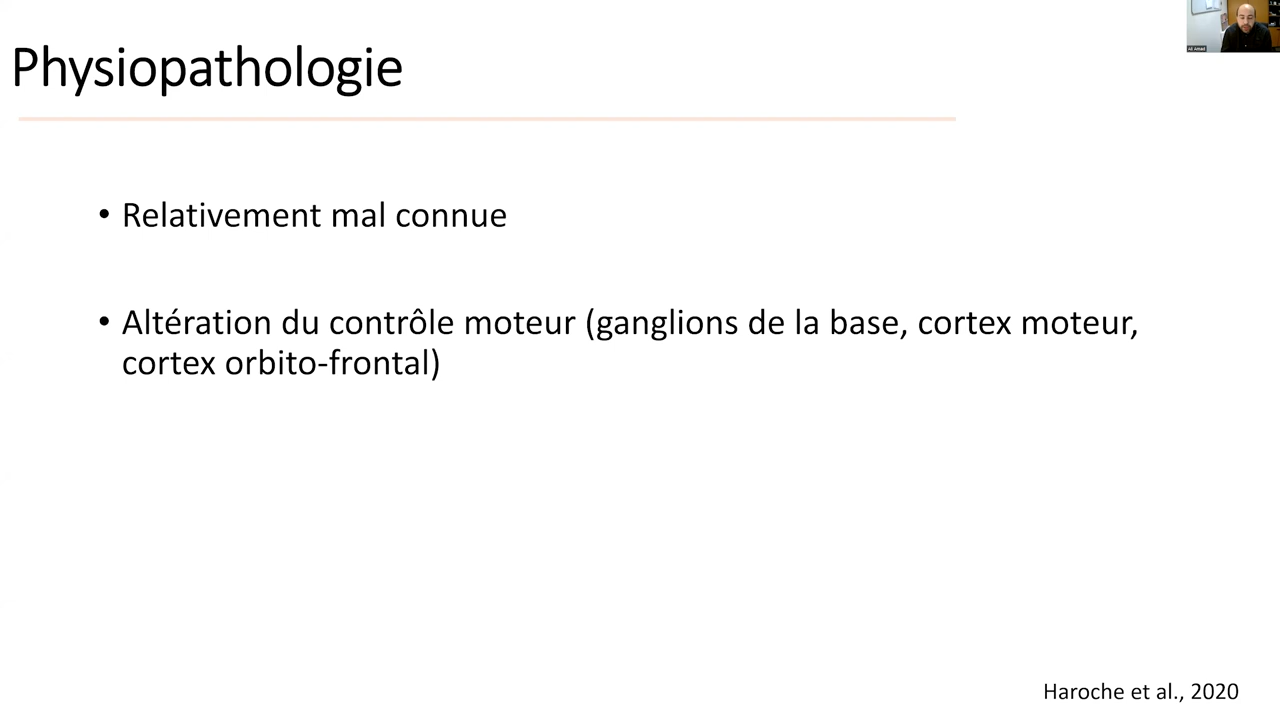 Physiopathologie
• Relativement mal connue
• Altération du contrôle moteur (ganglions de la base, cortex moteur,
cortex orbito-frontal)
Haroche et al., 2020